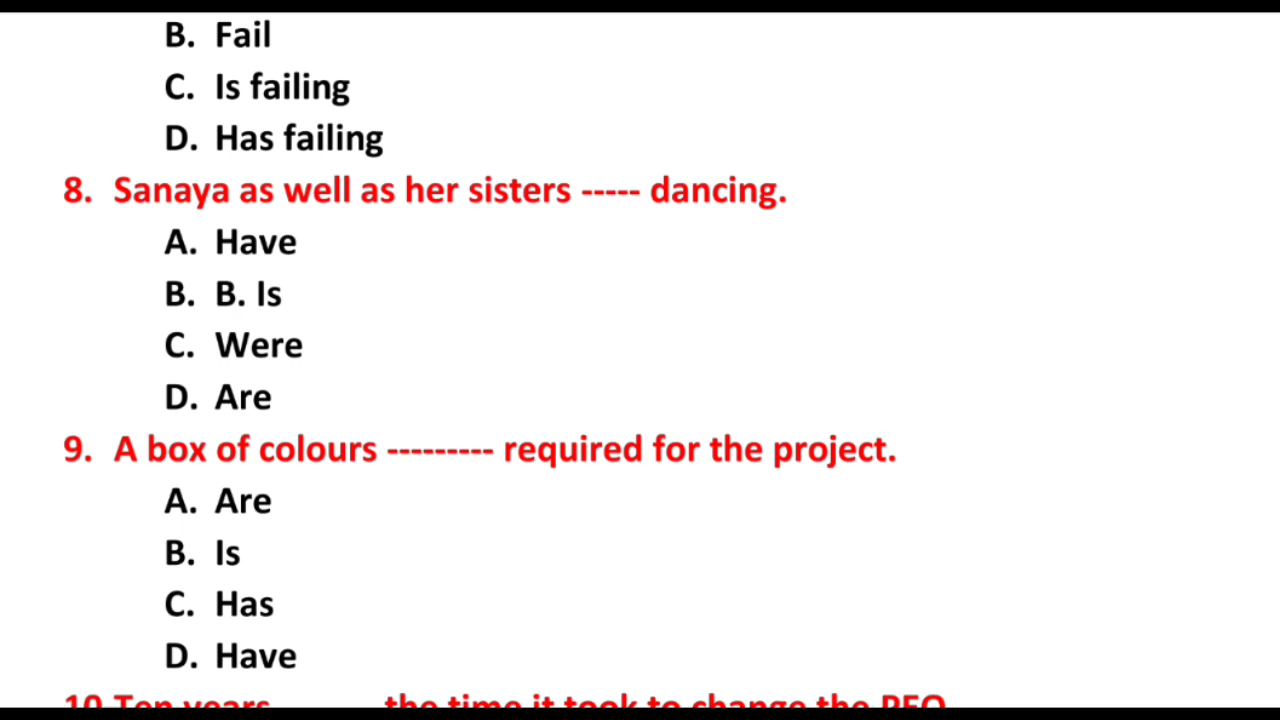 B. Fail
C. Is failing
D. Has failing
8. Sanaya as well as her sisters ----- dancing.
A. Have
B. B. Is
C. Were
D. Are
9. A box of colours --------- required for the project.
A. Are
B. Is
C. Has
D. Have
10 Ten years the time it took to change the